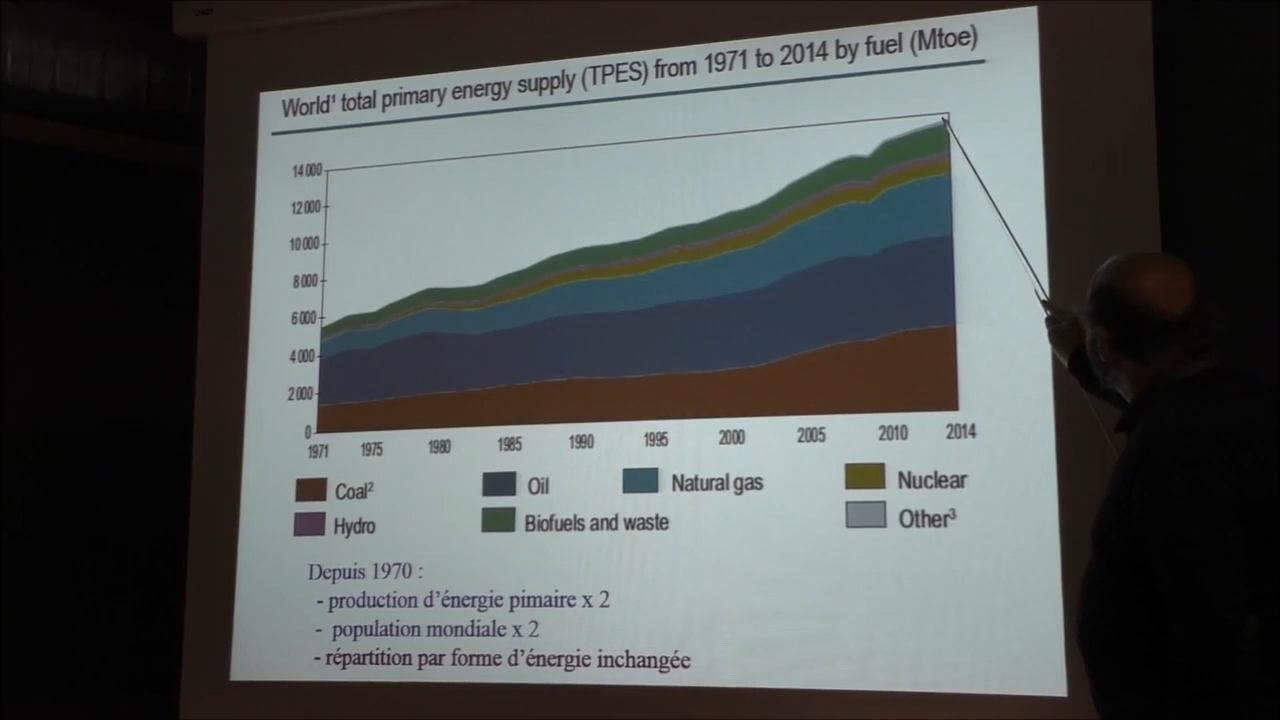 World¹ total primary energy supply (TPES) from 1971 to 2014 by fuel (Mtoe)
14 000
12 000
10 000
8 000
6 000
4 000
2 000
0
1971 1975 1980 1985 1990 1995 2000 2005 2010 2014
Coal² Oil Natural gas Nuclear
Hydro Biofuels and waste Other³
Depuis 1970 :
- production d’énergie pimaire x 2
- population mondiale x 2
- répartition par forme d’énergie inchangée